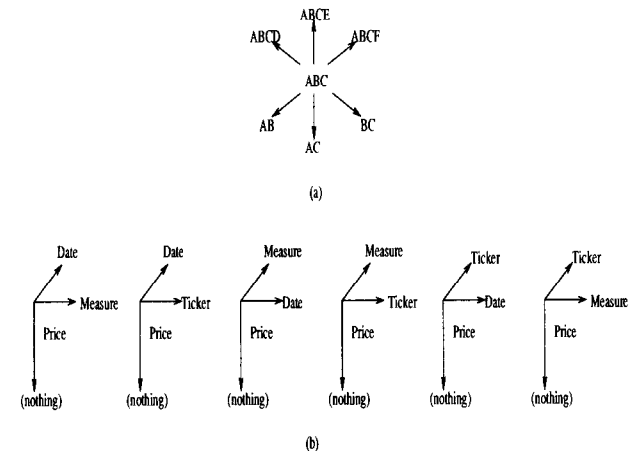 ABCE
ABCD ABCF
ABC
AB BC
AC
(a)
Date Date Measure Measure Ticker Ticker
Measure Ticker Date Ticker Date Measure
Price Price Price Price Price Price
(nothing) (nothing) (nothing) (nothing) (nothing) (nothing)
(b)